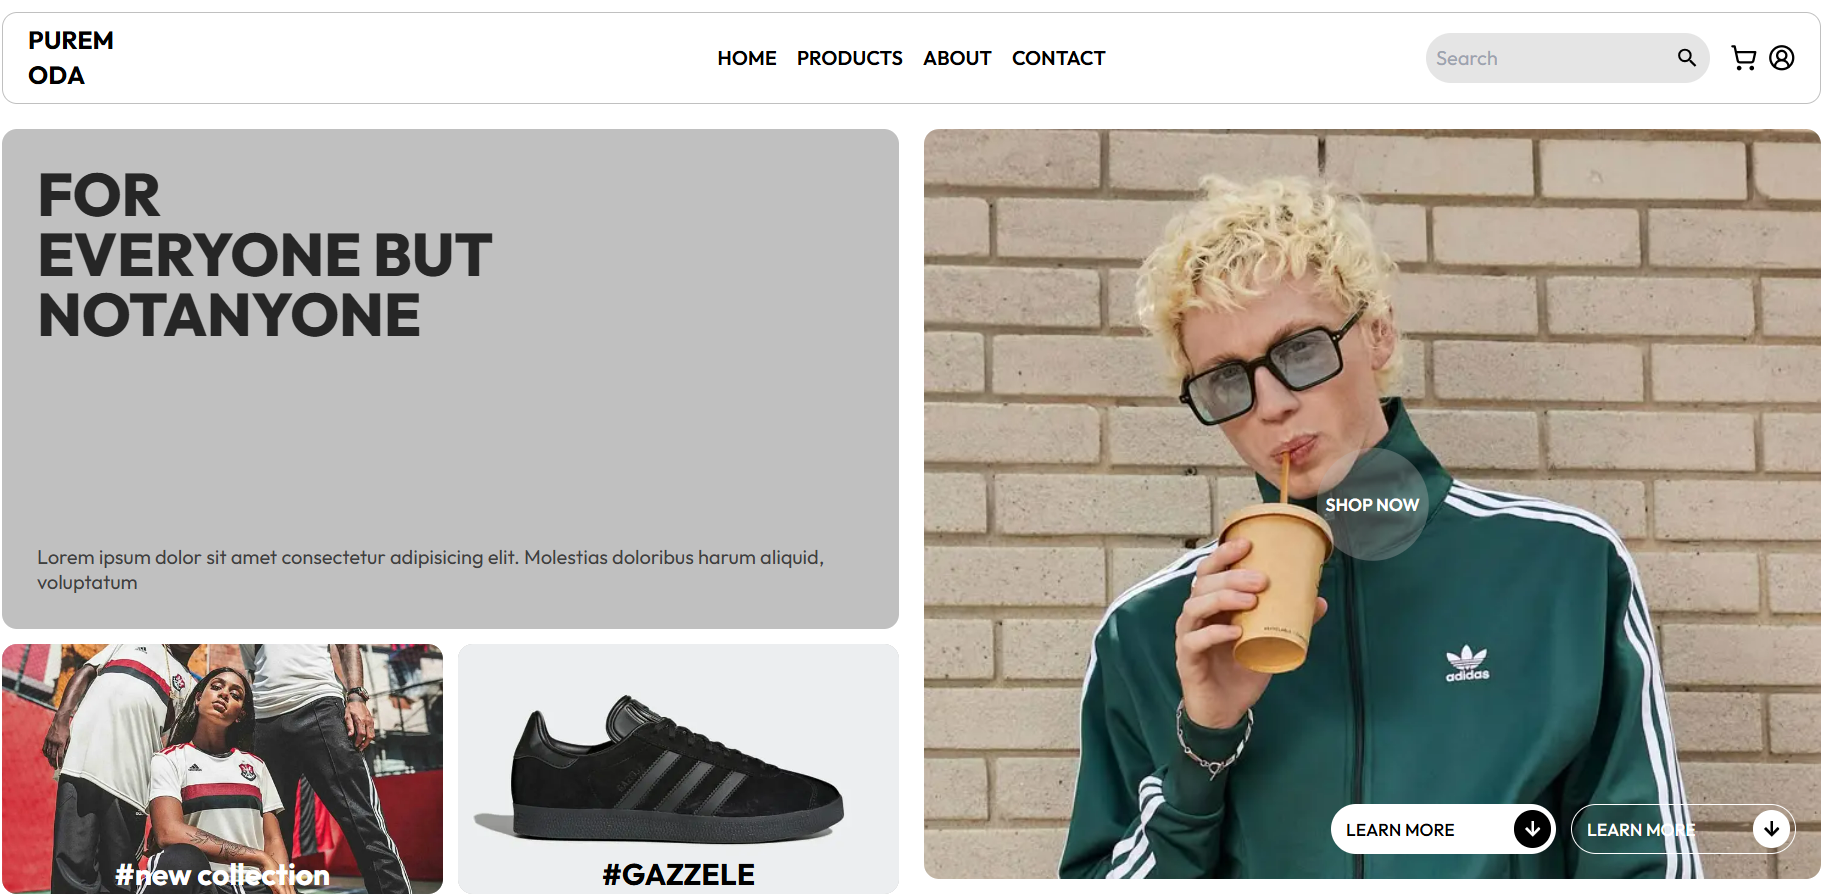 PUREM
ODA
HOME PRODUCTS ABOUT CONTACT
Search
FOR
EVERYONE BUT
NOTANYONE
Lorem ipsum dolor sit amet consectetur adipisicing elit. Molestias doloribus harum aliquid,
voluptatum
SHOP NOW
adidas
LEARN MORE
LEARN MORE
#new collection
#GAZZELE